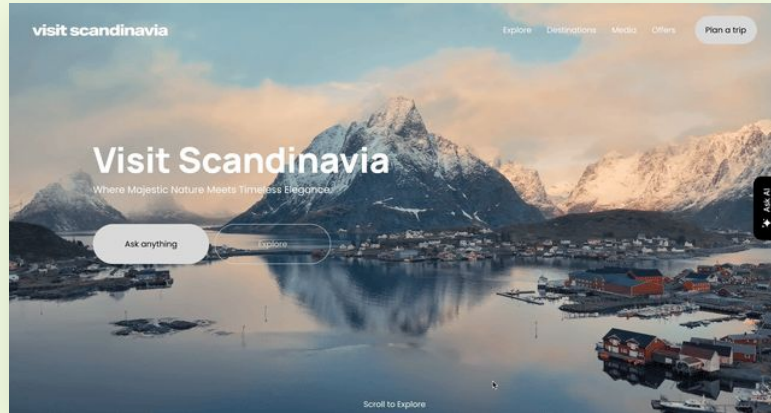 visit scandinavia
Explore Destinations Media Offers Plan a trip
Visit Scandinavia
Where Majestic Nature Meets Timeless Elegance.
Ask anything Explore
Ask AI
Scroll to Explore